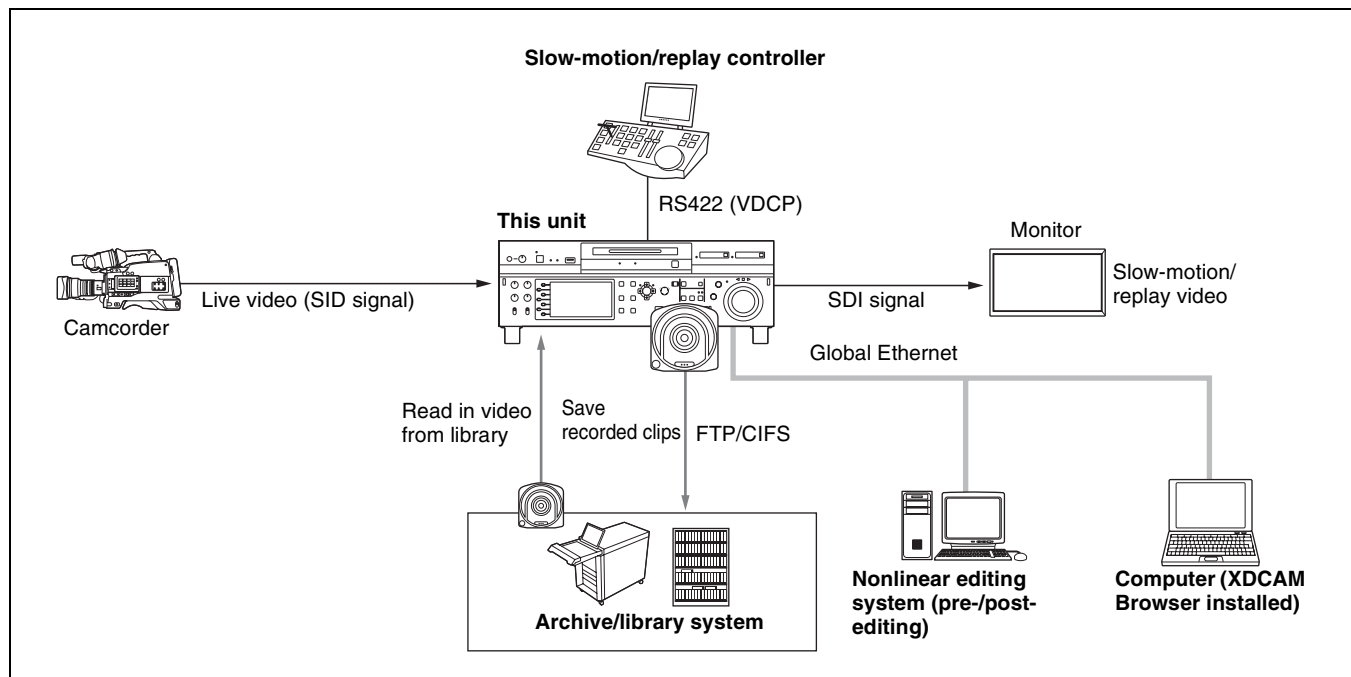 Slow-motion/replay controller
RS422 (VDCP)
This unit
Monitor
Live video (SID signal)
Camcorder
SDI signal
Slow-motion/
replay video
Global Ethernet
Read in video
from library
Save
recorded clips
FTP/CIFS
Archive/library system
Nonlinear editing
system (pre-/post-
editing)
Computer (XDCAM
Browser installed)